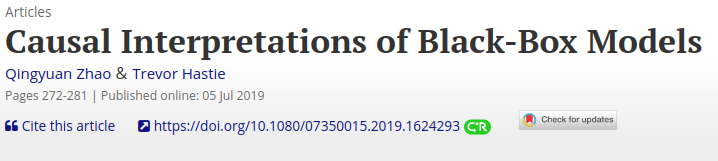 Articles
Causal Interpretations of Black-Box Models
Qingyuan Zhao & Trevor Hastie
Pages 272-281 | Published online: 05 Jul 2019
Cite this article https://doi.org/10.1080/07350015.2019.1624293 C*R Check for updates